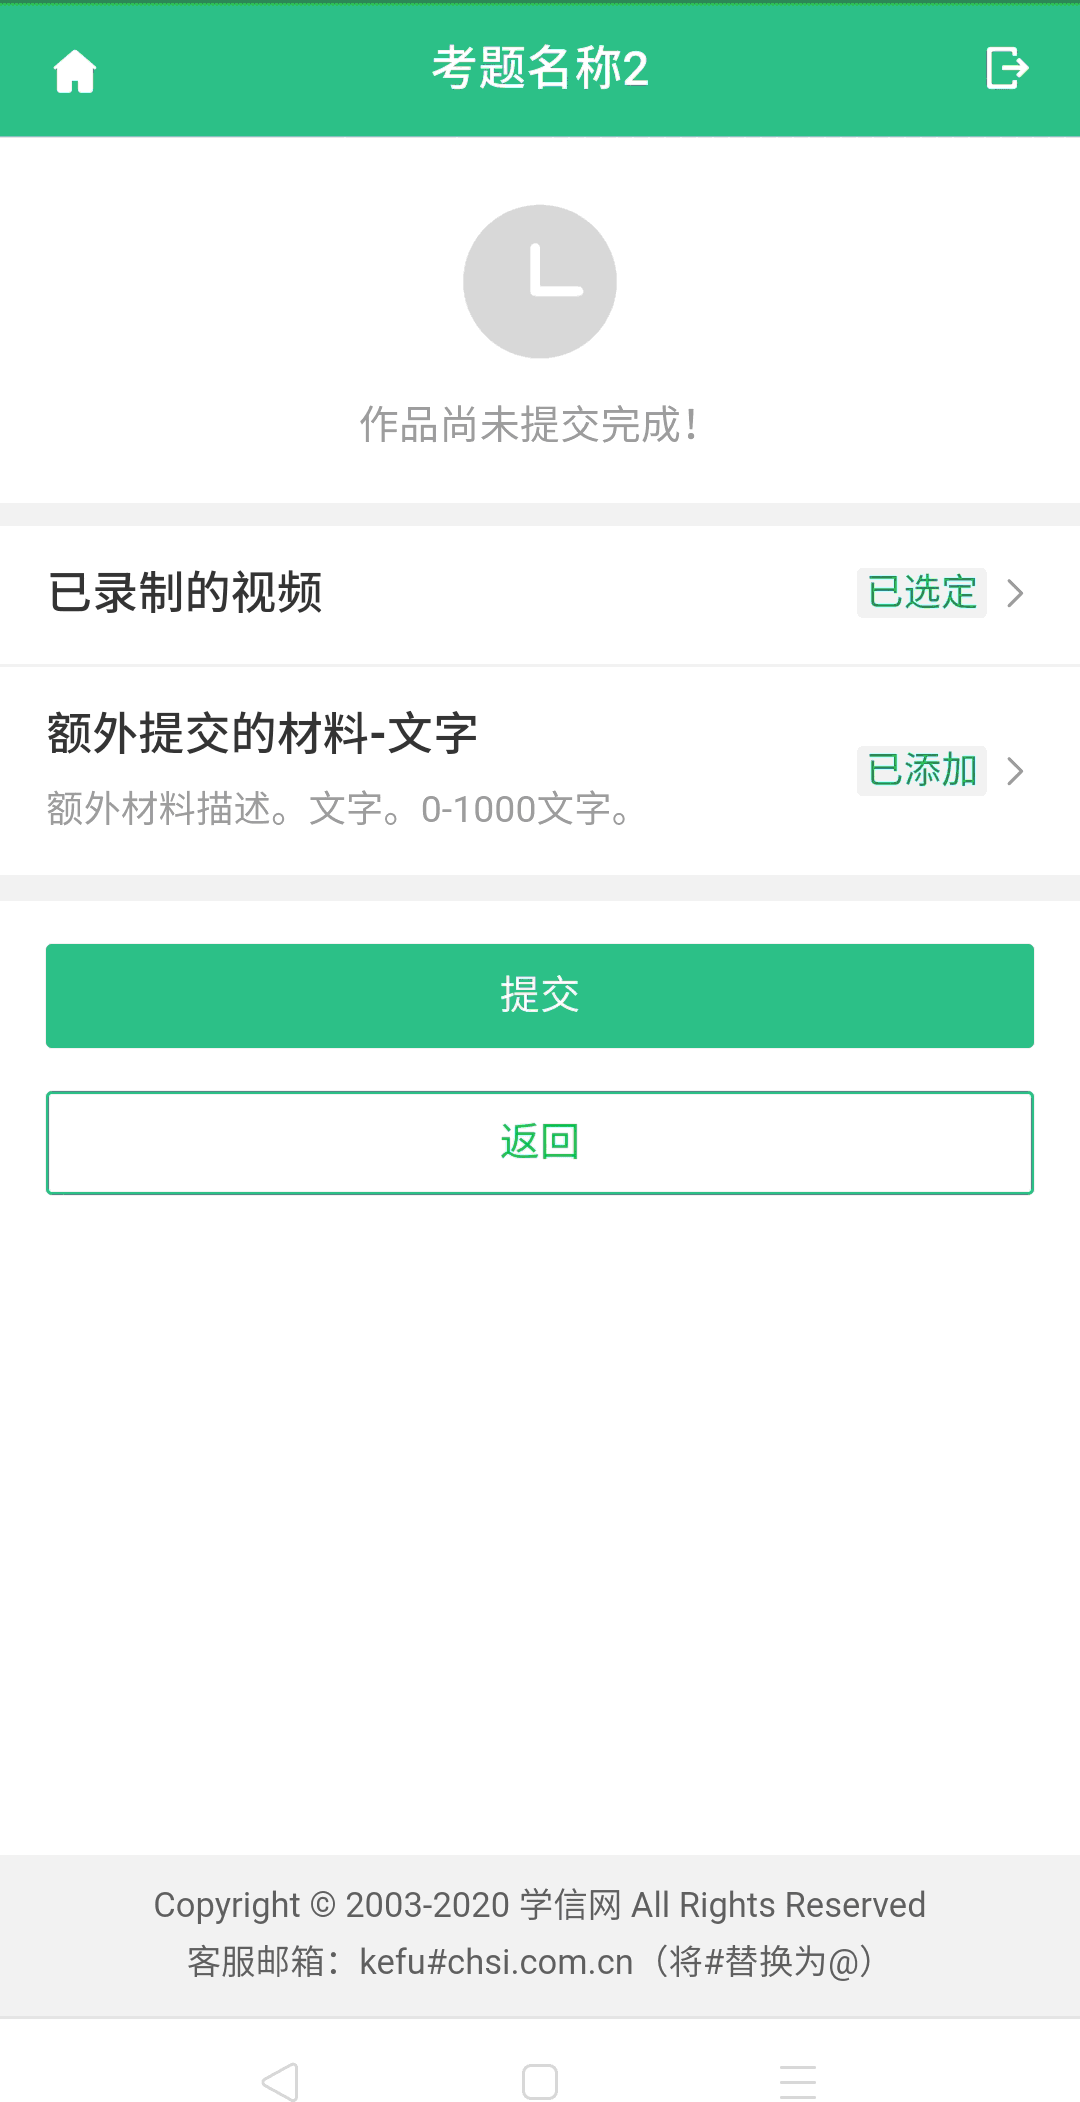 考题名称2
作品尚未提交完成！
已录制的视频
已选定
额外提交的材料-文字
已添加
额外材料描述。文字。0-1000文字。
提交
返回
Copyright © 2003-2020 学信网 All Rights Reserved
客服邮箱：kefu#chsi.com.cn（将#替换为@）